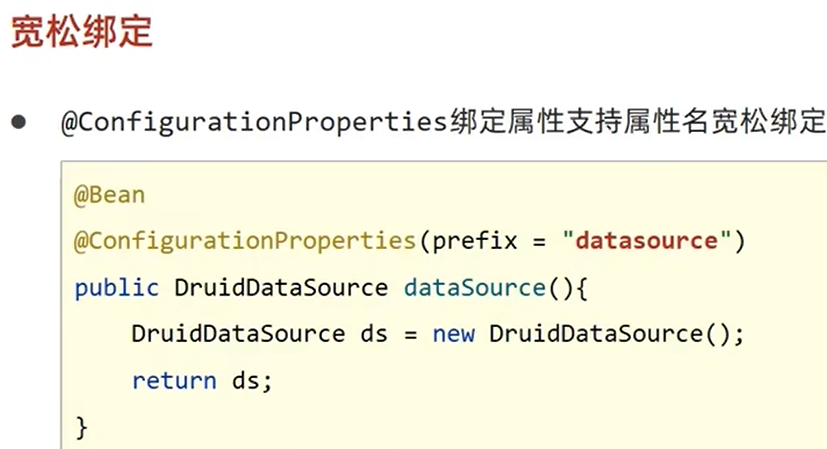 宽松绑定
● @ConfigurationProperties绑定属性支持属性名宽松绑定
@Bean
@ConfigurationProperties(prefix = "datasource")
public DruidDataSource dataSource(){
    DruidDataSource ds = new DruidDataSource();
    return ds;
}